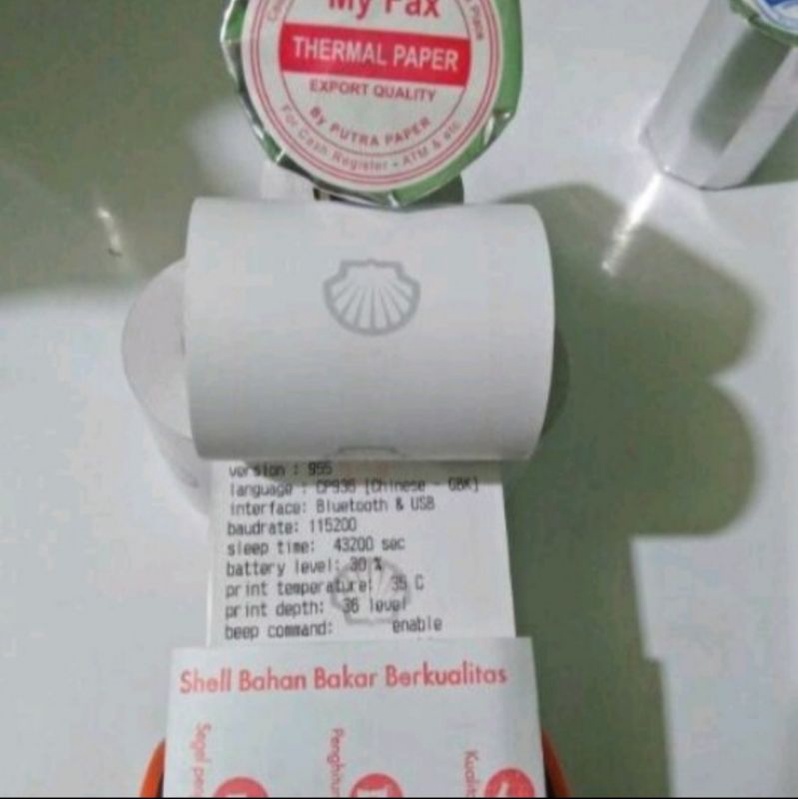 My Pax
THERMAL PAPER
EXPORT QUALITY
By PUTRA PAPER
For Cash Register • ATM & etc
version : 955
language : CP936 [Chinese - GBK]
interface: Bluetooth & USB
baudrate: 115200
sleep time: 43200 sec
battery level: 30 %
print temperature: 35 C
print depth: 36 level
beep command: enable
Shell Bahan Bakar Berkualitas
Segel